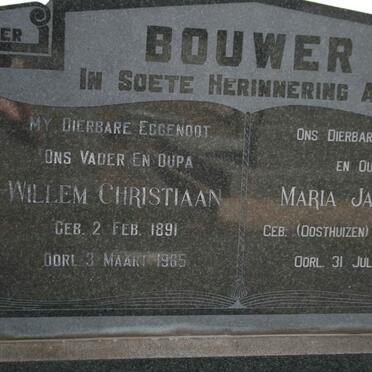 ER
BOUWER
IN SOETE HERINNERING A
MY DIERBARE EGGENOOT
ONS VADER EN OUPA
WILLEM CHRISTIAAN
GEB. 2 FEB. 1891
OORL. 3 MAART 1965
ONS DIERBAR
EN OU
MARIA JA
GEB: (OOSTHUIZEN)
OORL. 31 JUL